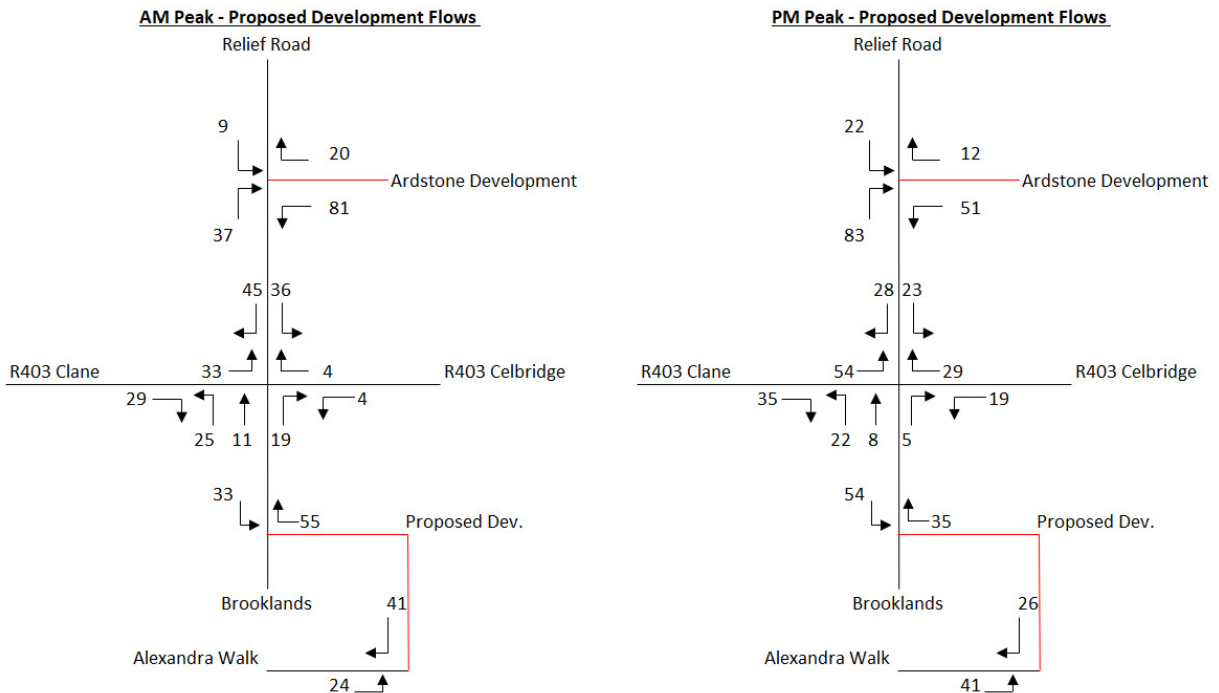 AM Peak - Proposed Development Flows
Relief Road
9
20
Ardstone Development
37
81
45 36
R403 Clane
33
4
R403 Celbridge
29
4
25 11 19
33
55
Proposed Dev.
Brooklands
41
Alexandra Walk
24
PM Peak - Proposed Development Flows
Relief Road
22
12
Ardstone Development
83
51
28 23
R403 Clane
54
29
R403 Celbridge
35
19
22 8 5
54
35
Proposed Dev.
Brooklands
26
Alexandra Walk
41